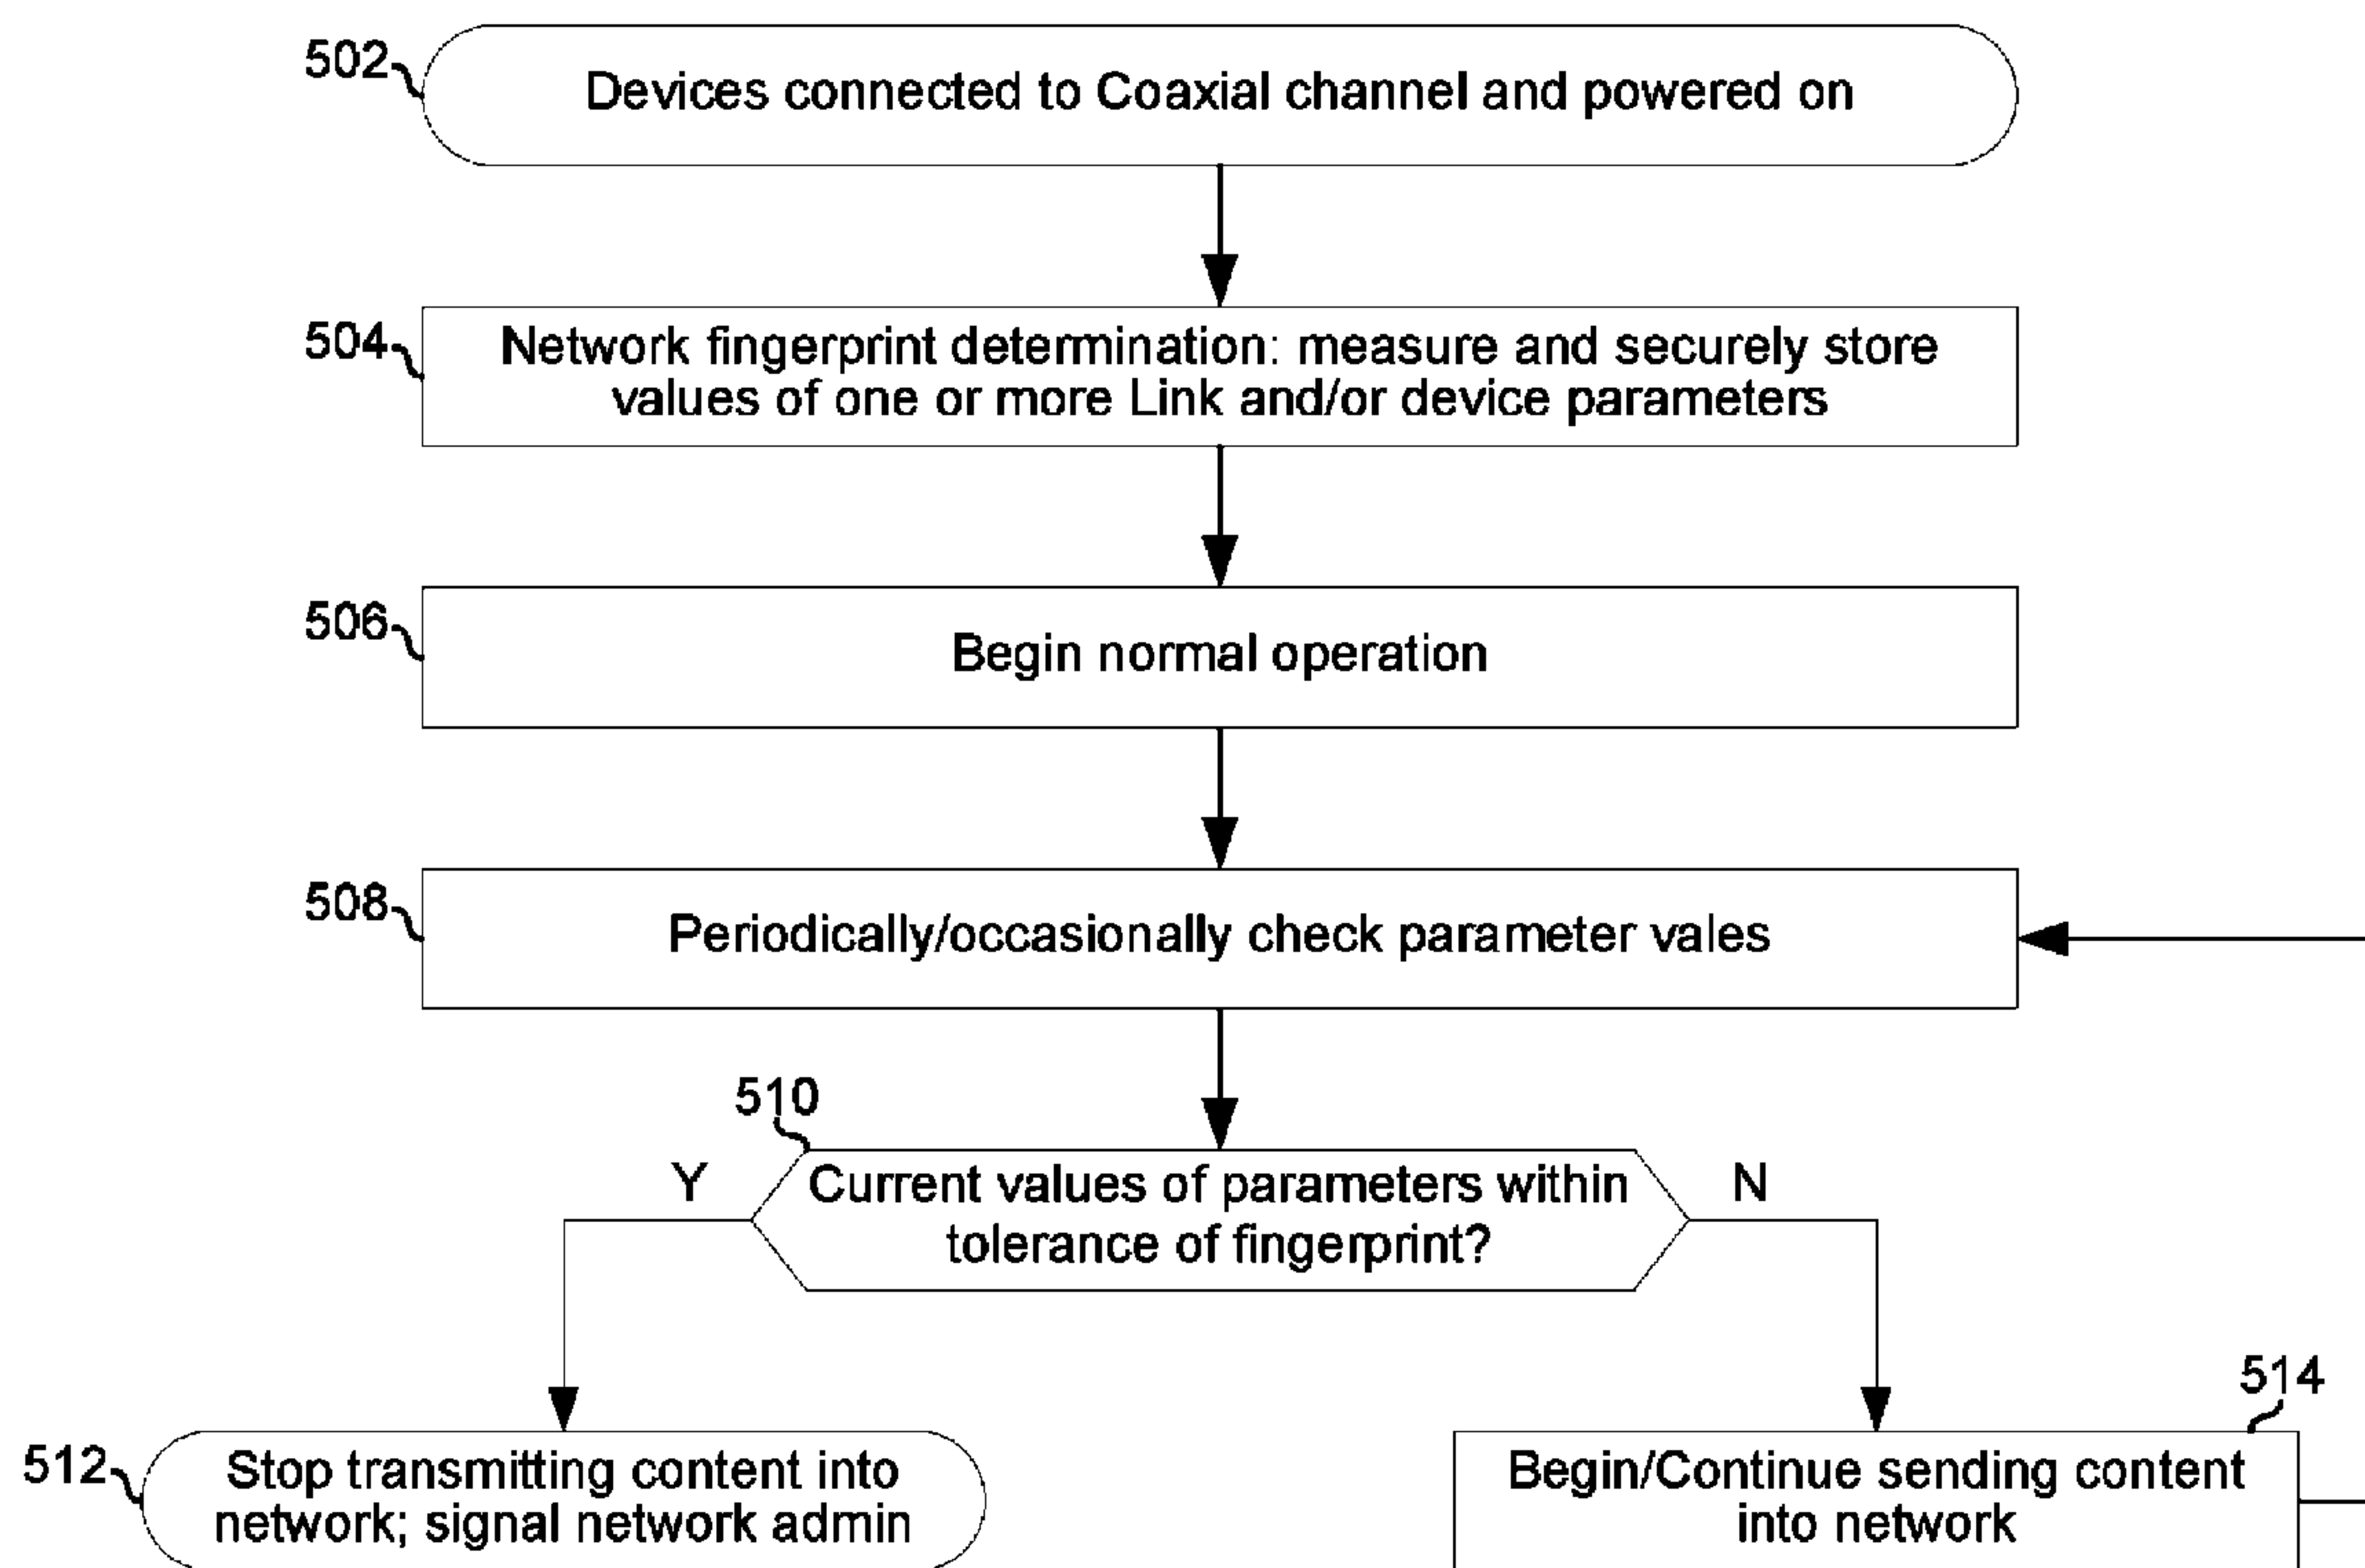 502
Devices connected to Coaxial channel and powered on
504
Network fingerprint determination: measure and securely store
values of one or more Link and/or device parameters
506
Begin normal operation
508
Periodically/occasionally check parameter vales
510
Y
Current values of parameters within
tolerance of fingerprint?
N
512
Stop transmitting content into
network; signal network admin
514
Begin/Continue sending content
into network